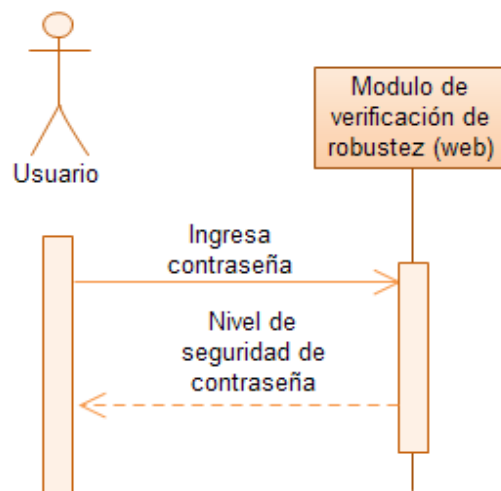 Modulo de
verificación de
robustez (web)
Usuario
Ingresa
contraseña
Nivel de
seguridad de
contraseña